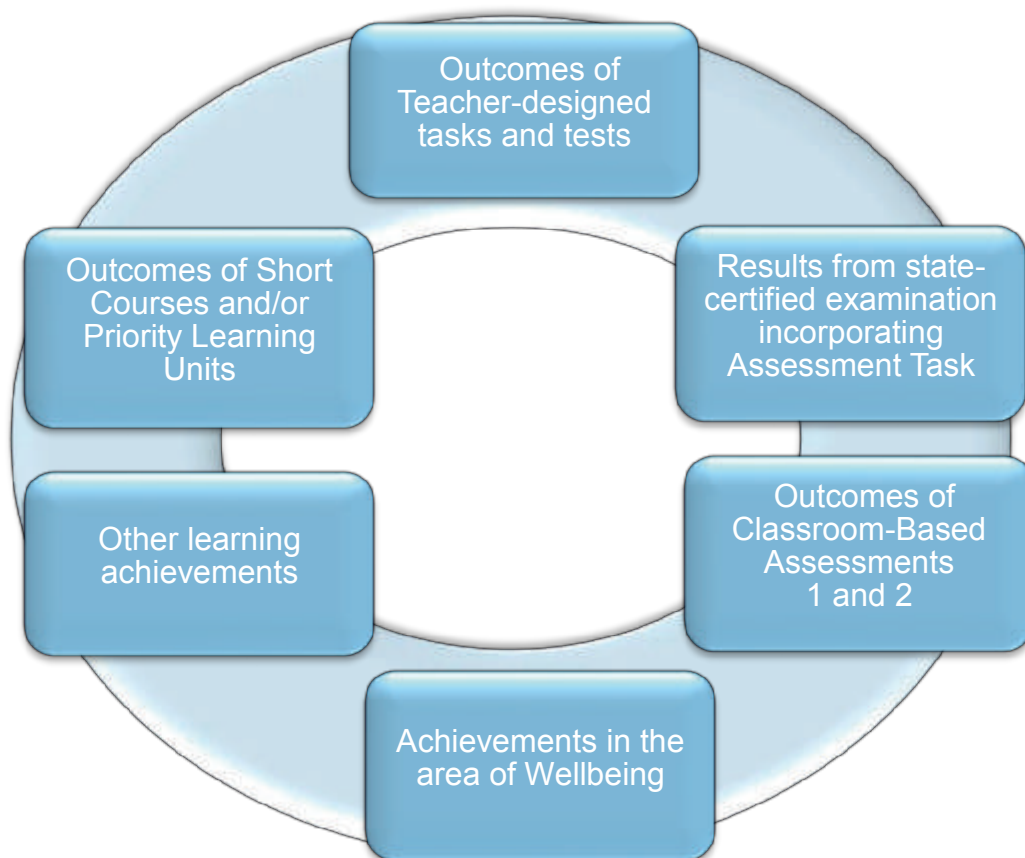 Outcomes of
Teacher-designed
tasks and tests
Results from state-
certified examination
incorporating
Assessment Task
Outcomes of
Classroom-Based
Assessments
1 and 2
Achievements in the
area of Wellbeing
Other learning
achievements
Outcomes of Short
Courses and/or
Priority Learning
Units